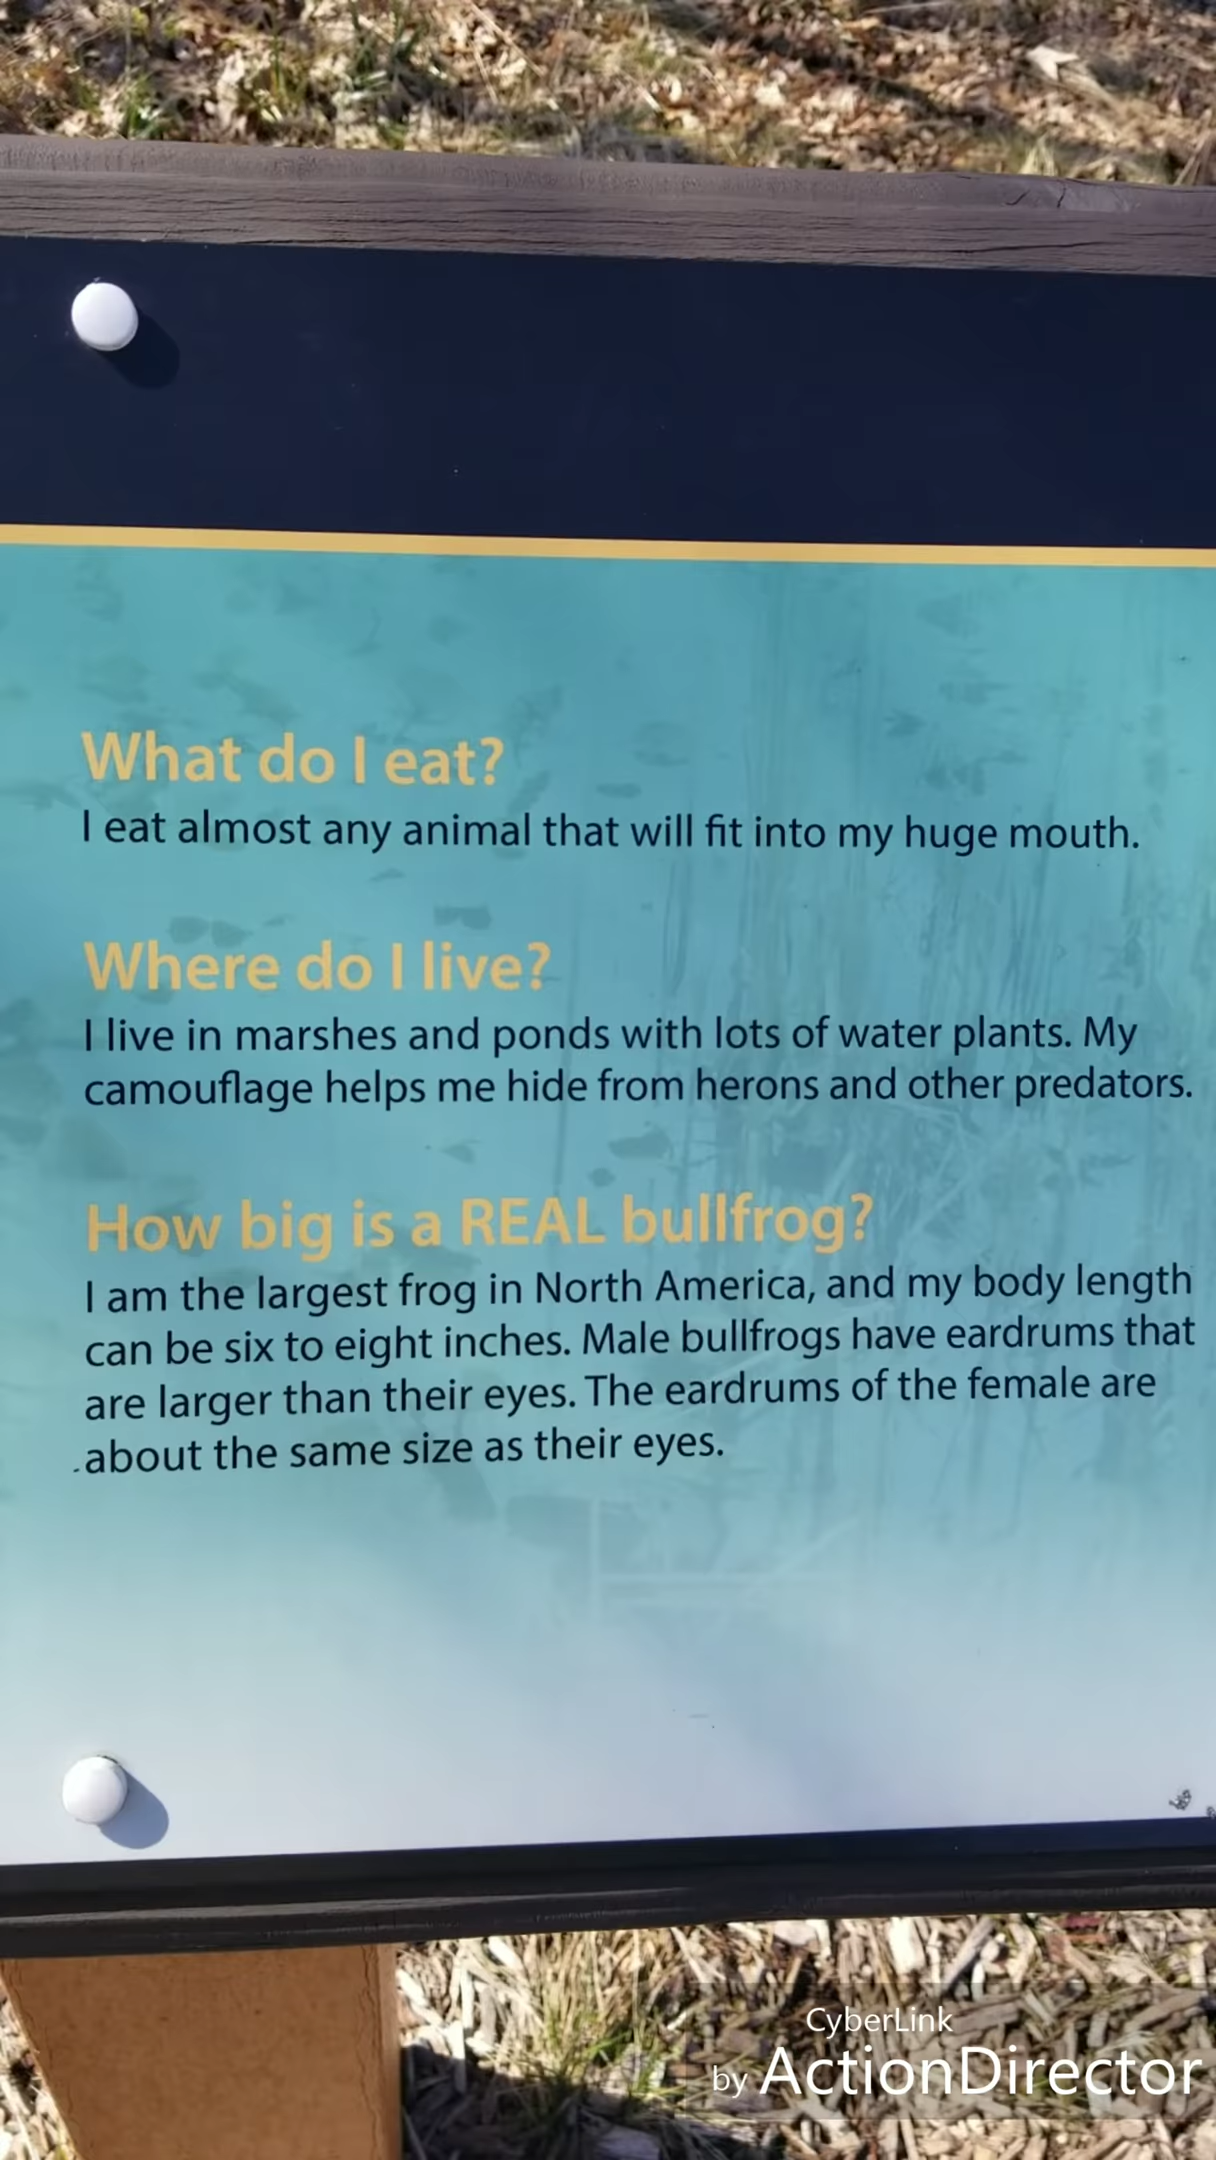 What do I eat?
I eat almost any animal that will fit into my huge mouth.
Where do I live?
I live in marshes and ponds with lots of water plants. My
camouflage helps me hide from herons and other predators.
How big is a REAL bullfrog?
I am the largest frog in North America, and my body length
can be six to eight inches. Male bullfrogs have eardrums that
are larger than their eyes. The eardrums of the female are
about the same size as their eyes.
CyberLink
by ActionDirector